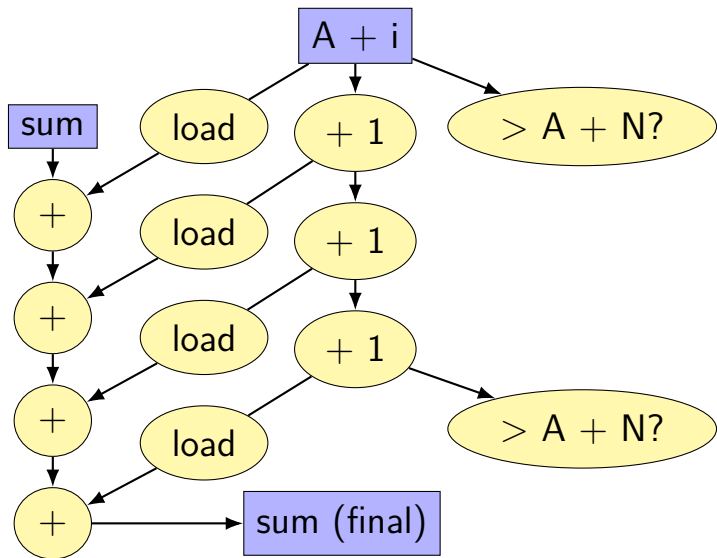 A + i
sum
load
+ 1
> A + N?
+
load
+ 1
+
load
+ 1
+
load
> A + N?
+
sum (final)